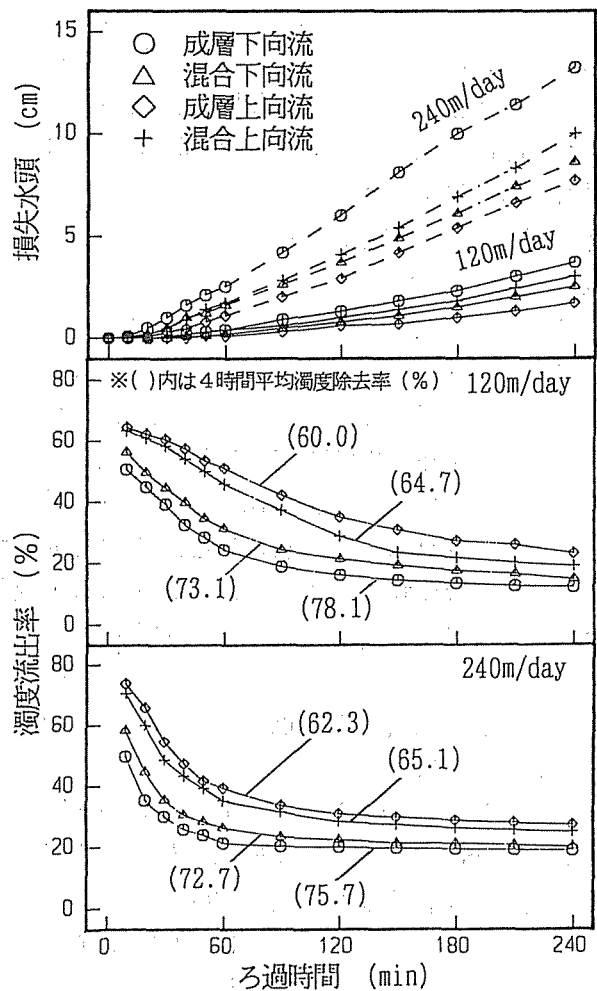 15
10
5
0
損失水頭 (cm)
成層下向流
混合下向流
成層上向流
混合上向流
240m/day
120m/day
※( )内は4時間平均濁度除去率(%) 120m/day
80
60
40
20
0
(60.0)
(64.7)
(73.1)
(78.1)
濁度流出率 (%)
240m/day
80
60
40
20
0
(62.3)
(65.1)
(72.7)
(75.7)
0 60 120 180 240
ろ過時間 (min)